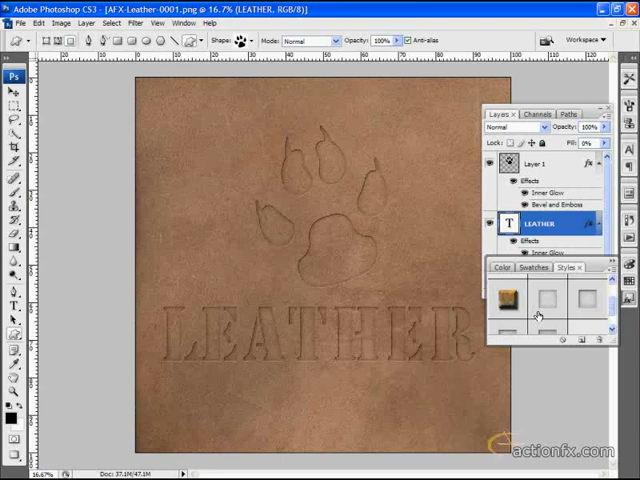 Adobe Photoshop CS3 - [AFX-Leather-0001.png @ 16.7% (LEATHER, RGB/8)]
File Edit Image Layer Select Filter View Window Help
Shape: Mode: Normal Opacity: 100% Anti-alias Workspace
Layers Channels Paths
Normal Opacity: 100%
Lock: Fill: 0%
Layer 1
Effects
Inner Glow
Bevel and Emboss
T LEATHER
Effects
Inner Glow
Color Swatches Styles
LEATHER
actionfx.com
16.67% Doc: 37.1M/47.1M